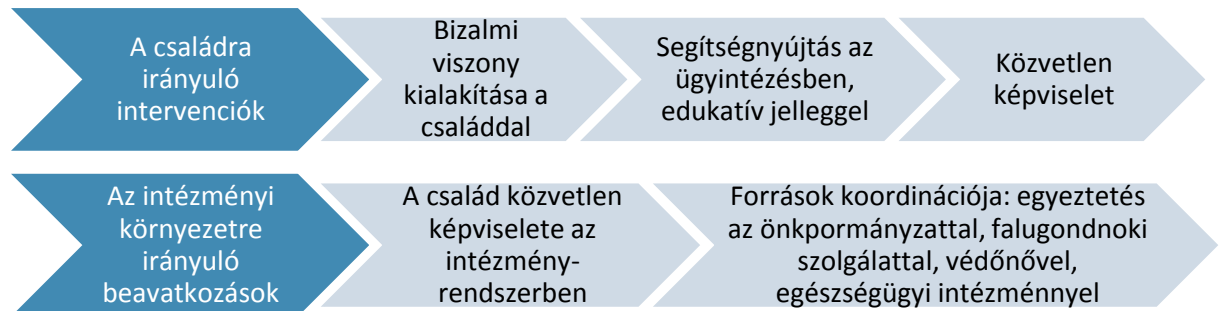 A családra
irányuló
intervenciók
Bizalmi
viszony
kialakítása a
családdal
Segítségnyújtás az
ügyintézésben,
edukatív jelleggel
Közvetlen
képviselet
Az intézményi
környezetre
irányuló
beavatkozások
A család közvetlen
képviselete az
intézmény-
rendszerben
Források koordinációja: egyeztetés
az önkpormányzattal, falugondnoki
szolgálattal, védőnővel,
egészségügyi intézménnyel